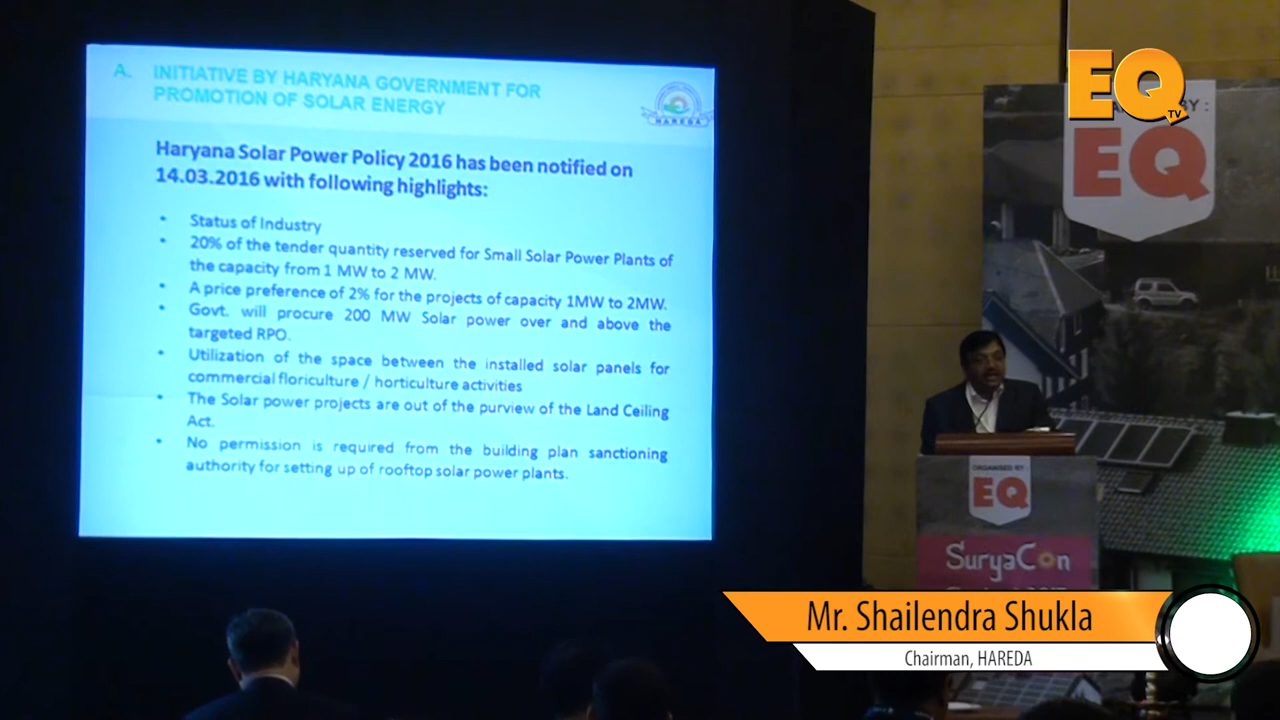 A. INITIATIVE BY HARYANA GOVERNMENT FOR
PROMOTION OF SOLAR ENERGY
HAREDA
Haryana Solar Power Policy 2016 has been notified on
14.03.2016 with following highlights:
• Status of Industry
• 20% of the tender quantity reserved for Small Solar Power Plants of
the capacity from 1 MW to 2 MW.
• A price preference of 2% for the projects of capacity 1MW to 2MW.
• Govt. will procure 200 MW Solar power over and above the
targeted RPO.
• Utilization of the space between the installed solar panels for
commercial floriculture / horticulture activities
• The Solar power projects are out of the purview of the Land Ceiling
Act.
• No permission is required from the building plan sanctioning
authority for setting up of rooftop solar power plants.
EQ
TV
BY :
EQ
ORGANISED BY :
EQ
SuryaCon
Mr. Shailendra Shukla
Chairman, HAREDA